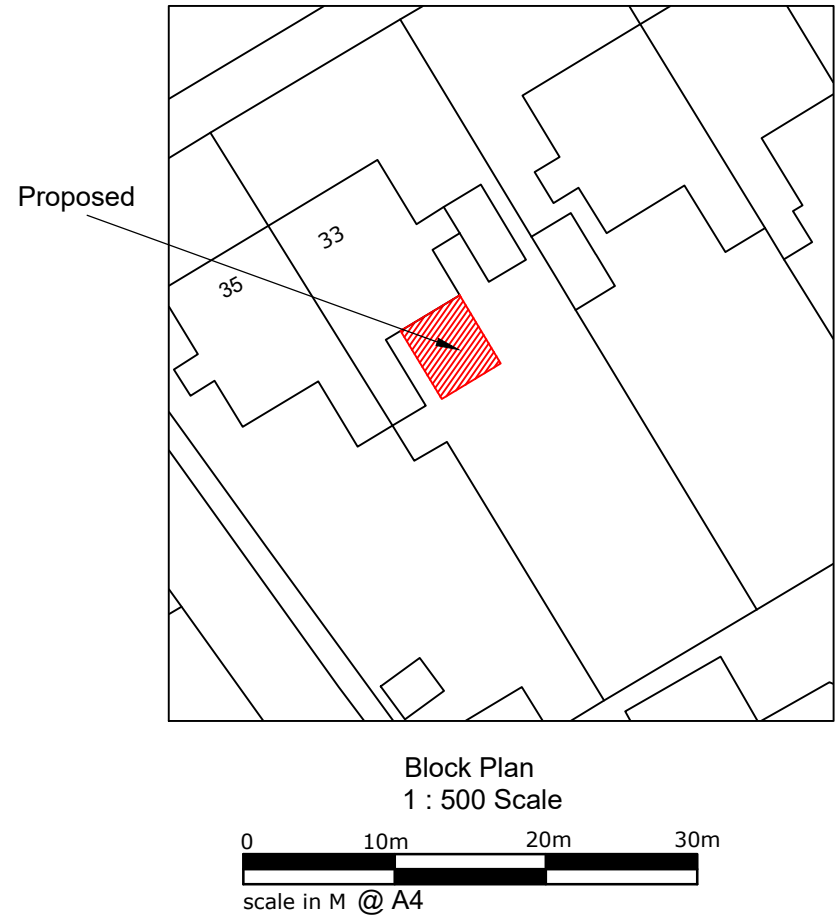 Proposed
33
35
Block Plan
1 : 500 Scale
0 10m 20m 30m
scale in M @ A4